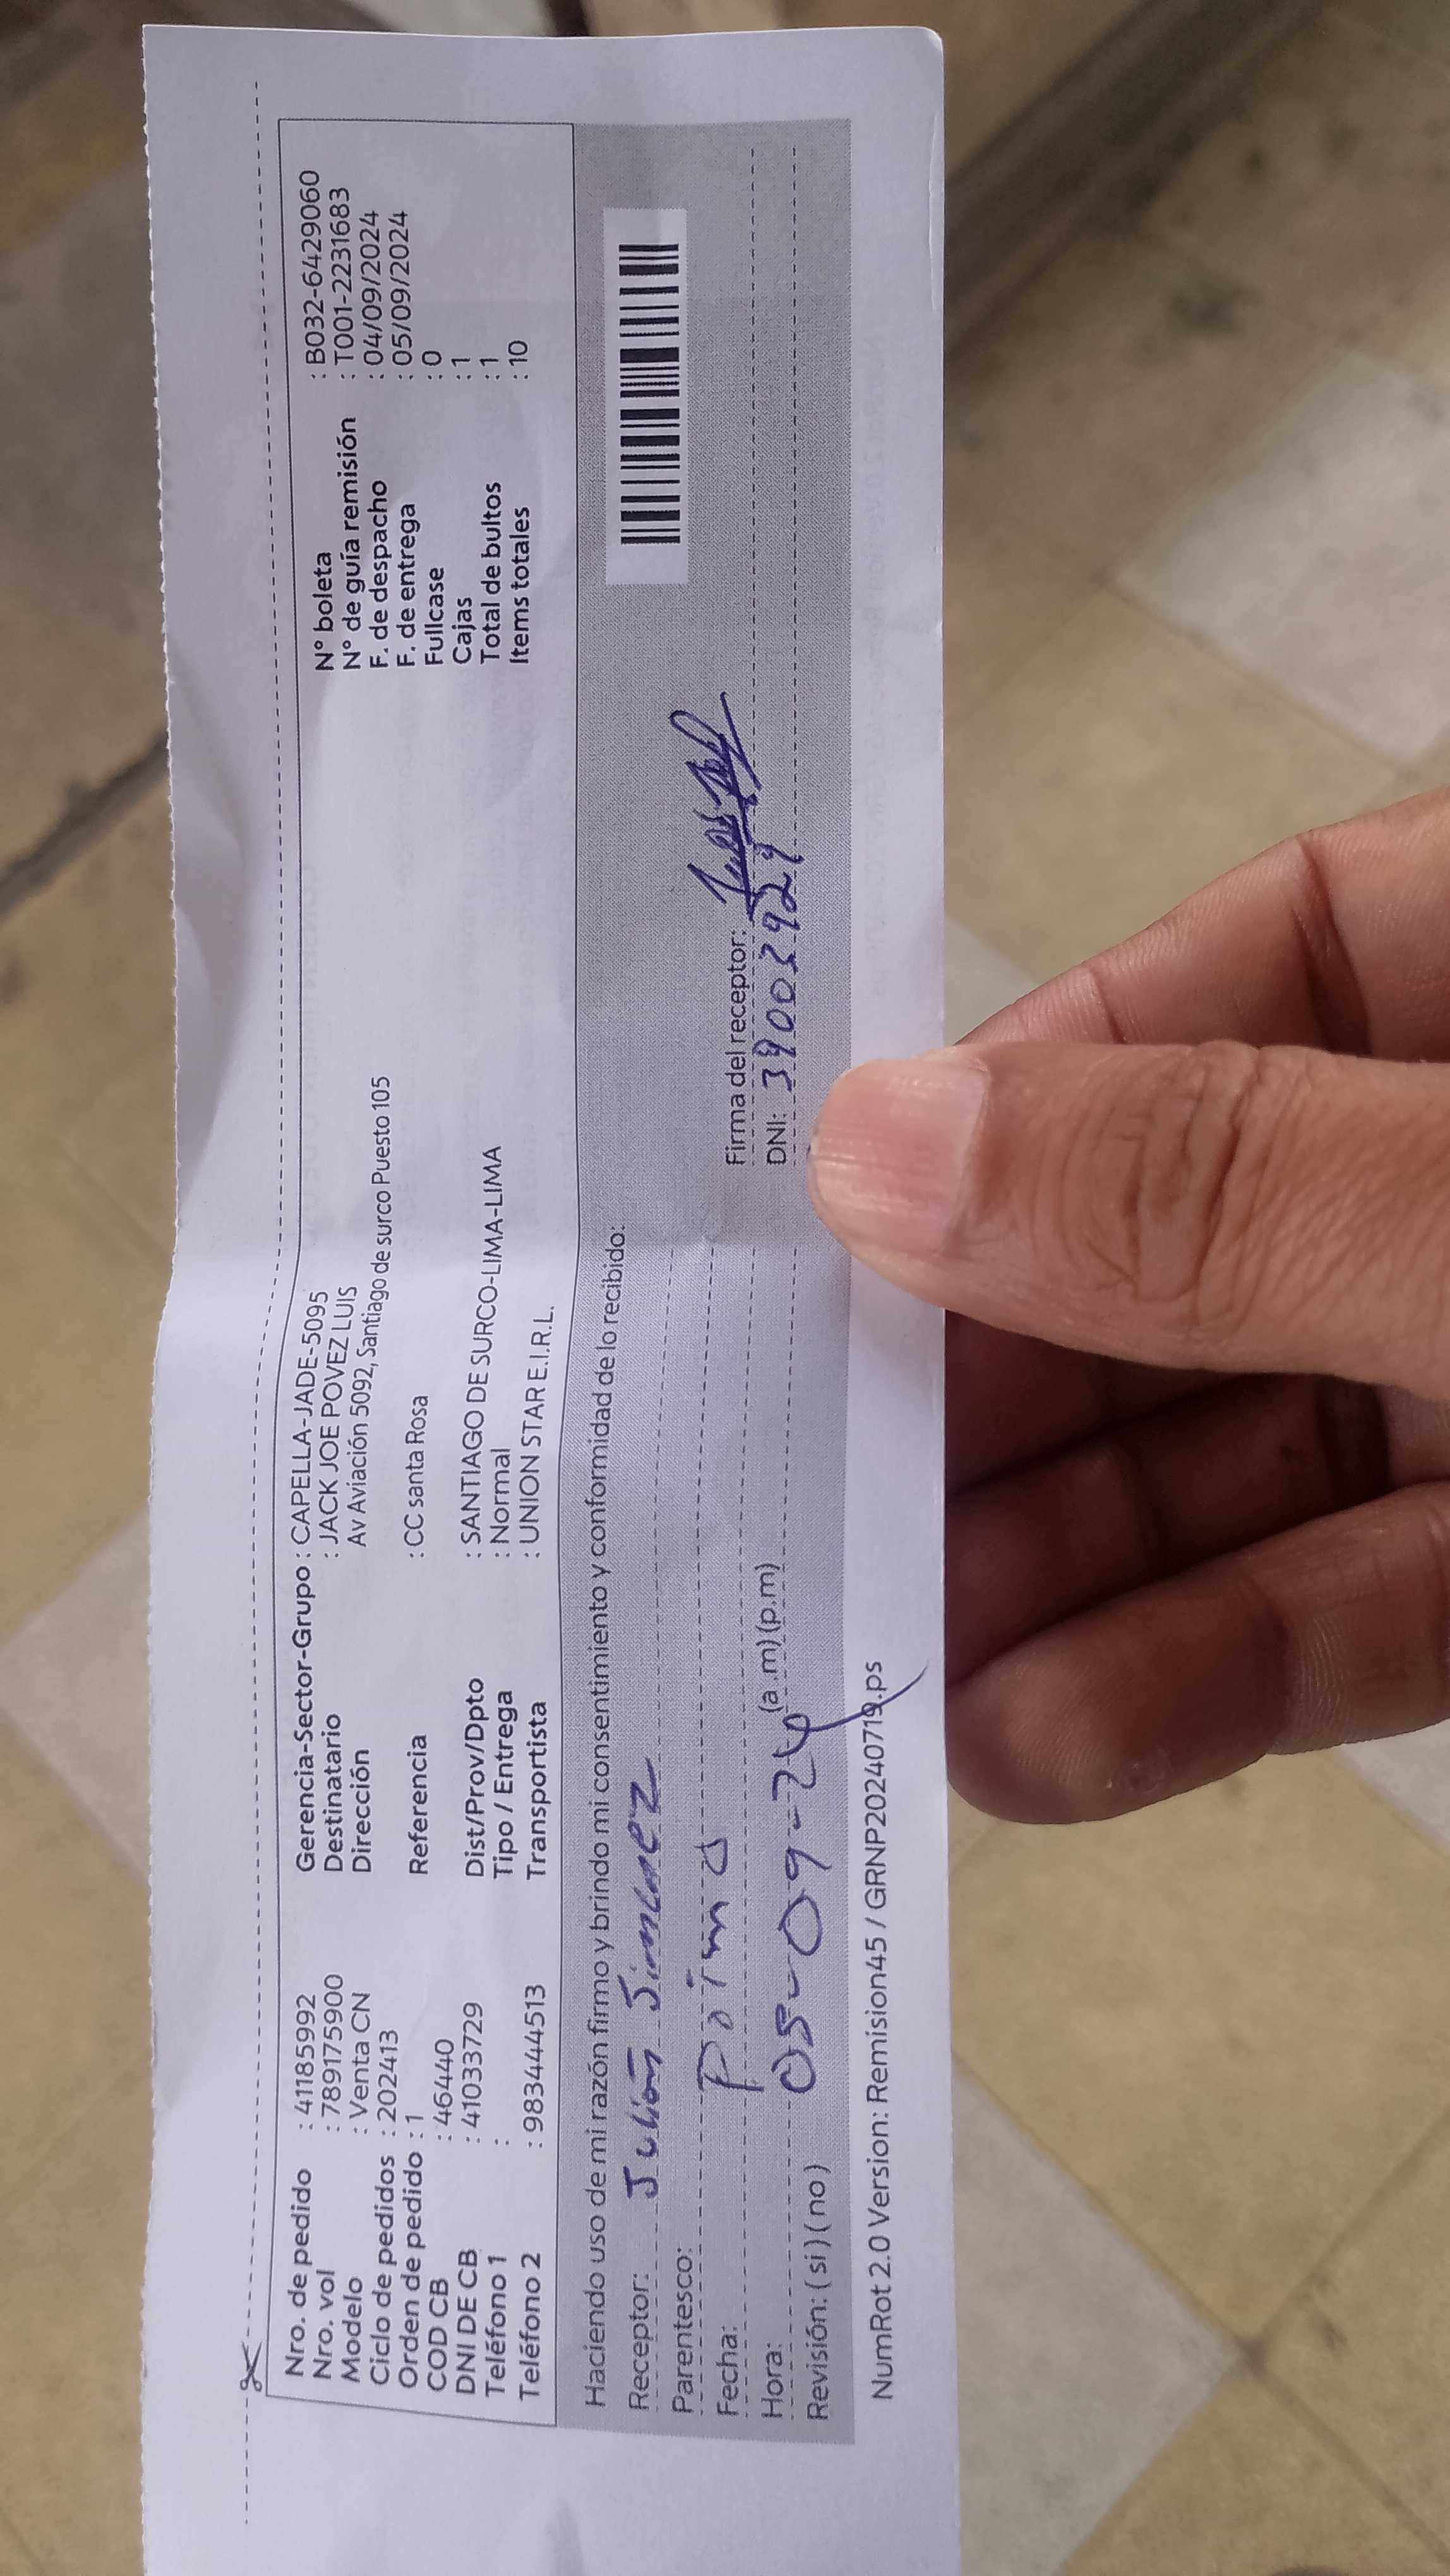 Nro. de pedido : 41185992
Nro. vol : 789175900
Modelo : Venta CN
Ciclo de pedidos : 202413
Orden de pedido : 1
COD CB : 46440
DNI DE CB : 41033729
Teléfono 1 :
Teléfono 2 : 983444513
Gerencia-Sector-Grupo : CAPELLA-JADE-5095
Destinatario : JACK JOE POVEZ LUIS
Dirección Av Aviación 5092, Santiago de surco Puesto 105
Referencia : CC santa Rosa
Dist/Prov/Dpto : SANTIAGO DE SURCO-LIMA-LIMA
Tipo / Entrega : Normal
Transportista : UNION STAR E.I.R.L.
N° boleta : B032-6429060
N° de guía remisión : T001-2231683
F. de despacho : 04/09/2024
F. de entrega : 05/09/2024
Fullcase : 0
Cajas : 1
Total de bultos : 1
Items totales : 10
Haciendo uso de mi razón firmo y brindo mi consentimiento y conformidad de lo recibido:
Receptor: Julian Jimenez
Parentesco:
Fecha: 05-09-24
Hora: (a.m) (p.m)
Revisión: ( si ) ( no )
Firma del receptor:
DNI:
NumRot 2.0 Version: Remision45 / GRNP20240719.ps